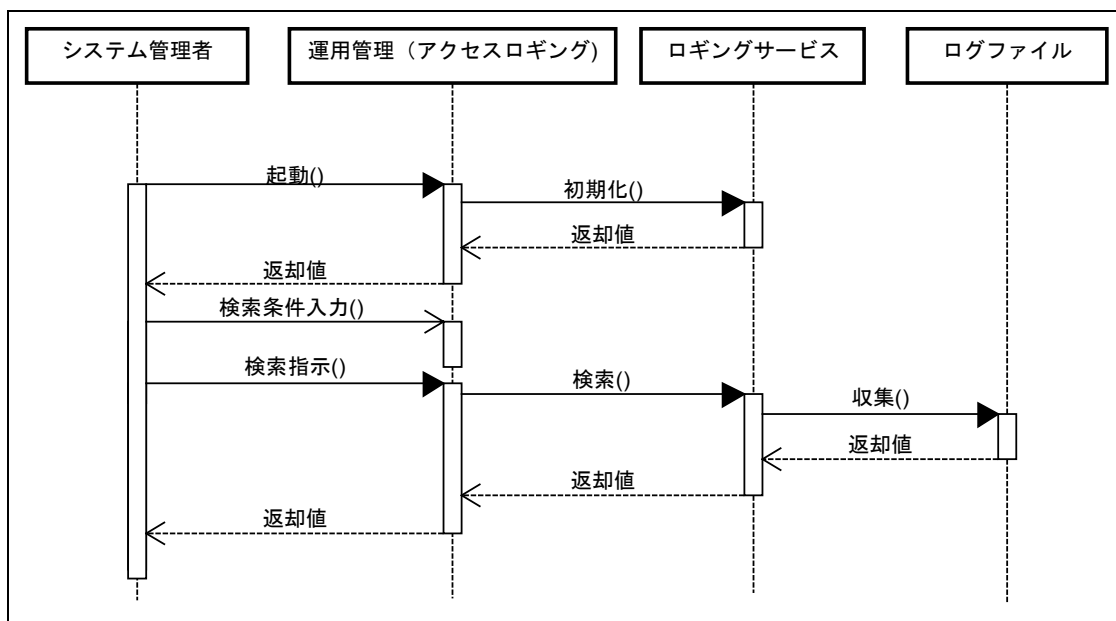 システム管理者
運用管理（アクセスロギング)
ロギングサービス
ログファイル
起動()
初期化()
返却値
返却値
検索条件入力()
検索指示()
検索()
収集()
返却値
返却値
返却値